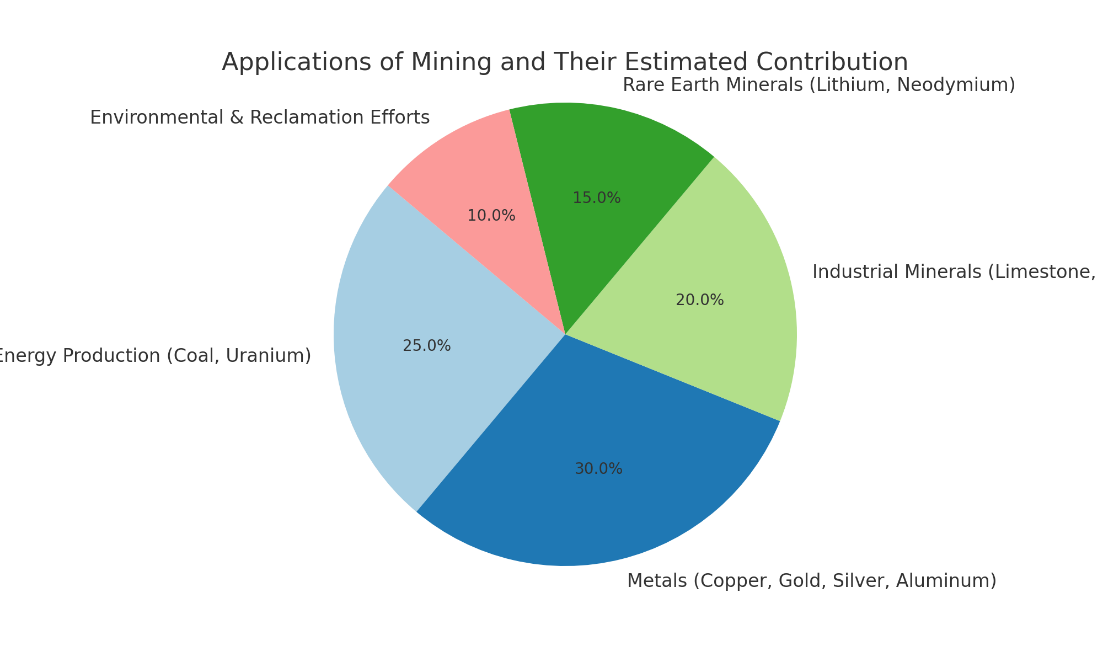 Applications of Mining and Their Estimated Contribution
Rare Earth Minerals (Lithium, Neodymium)
Environmental & Reclamation Efforts
15.0%
10.0%
Industrial Minerals (Limestone,
20.0%
25.0%
Energy Production (Coal, Uranium)
30.0%
Metals (Copper, Gold, Silver, Aluminum)